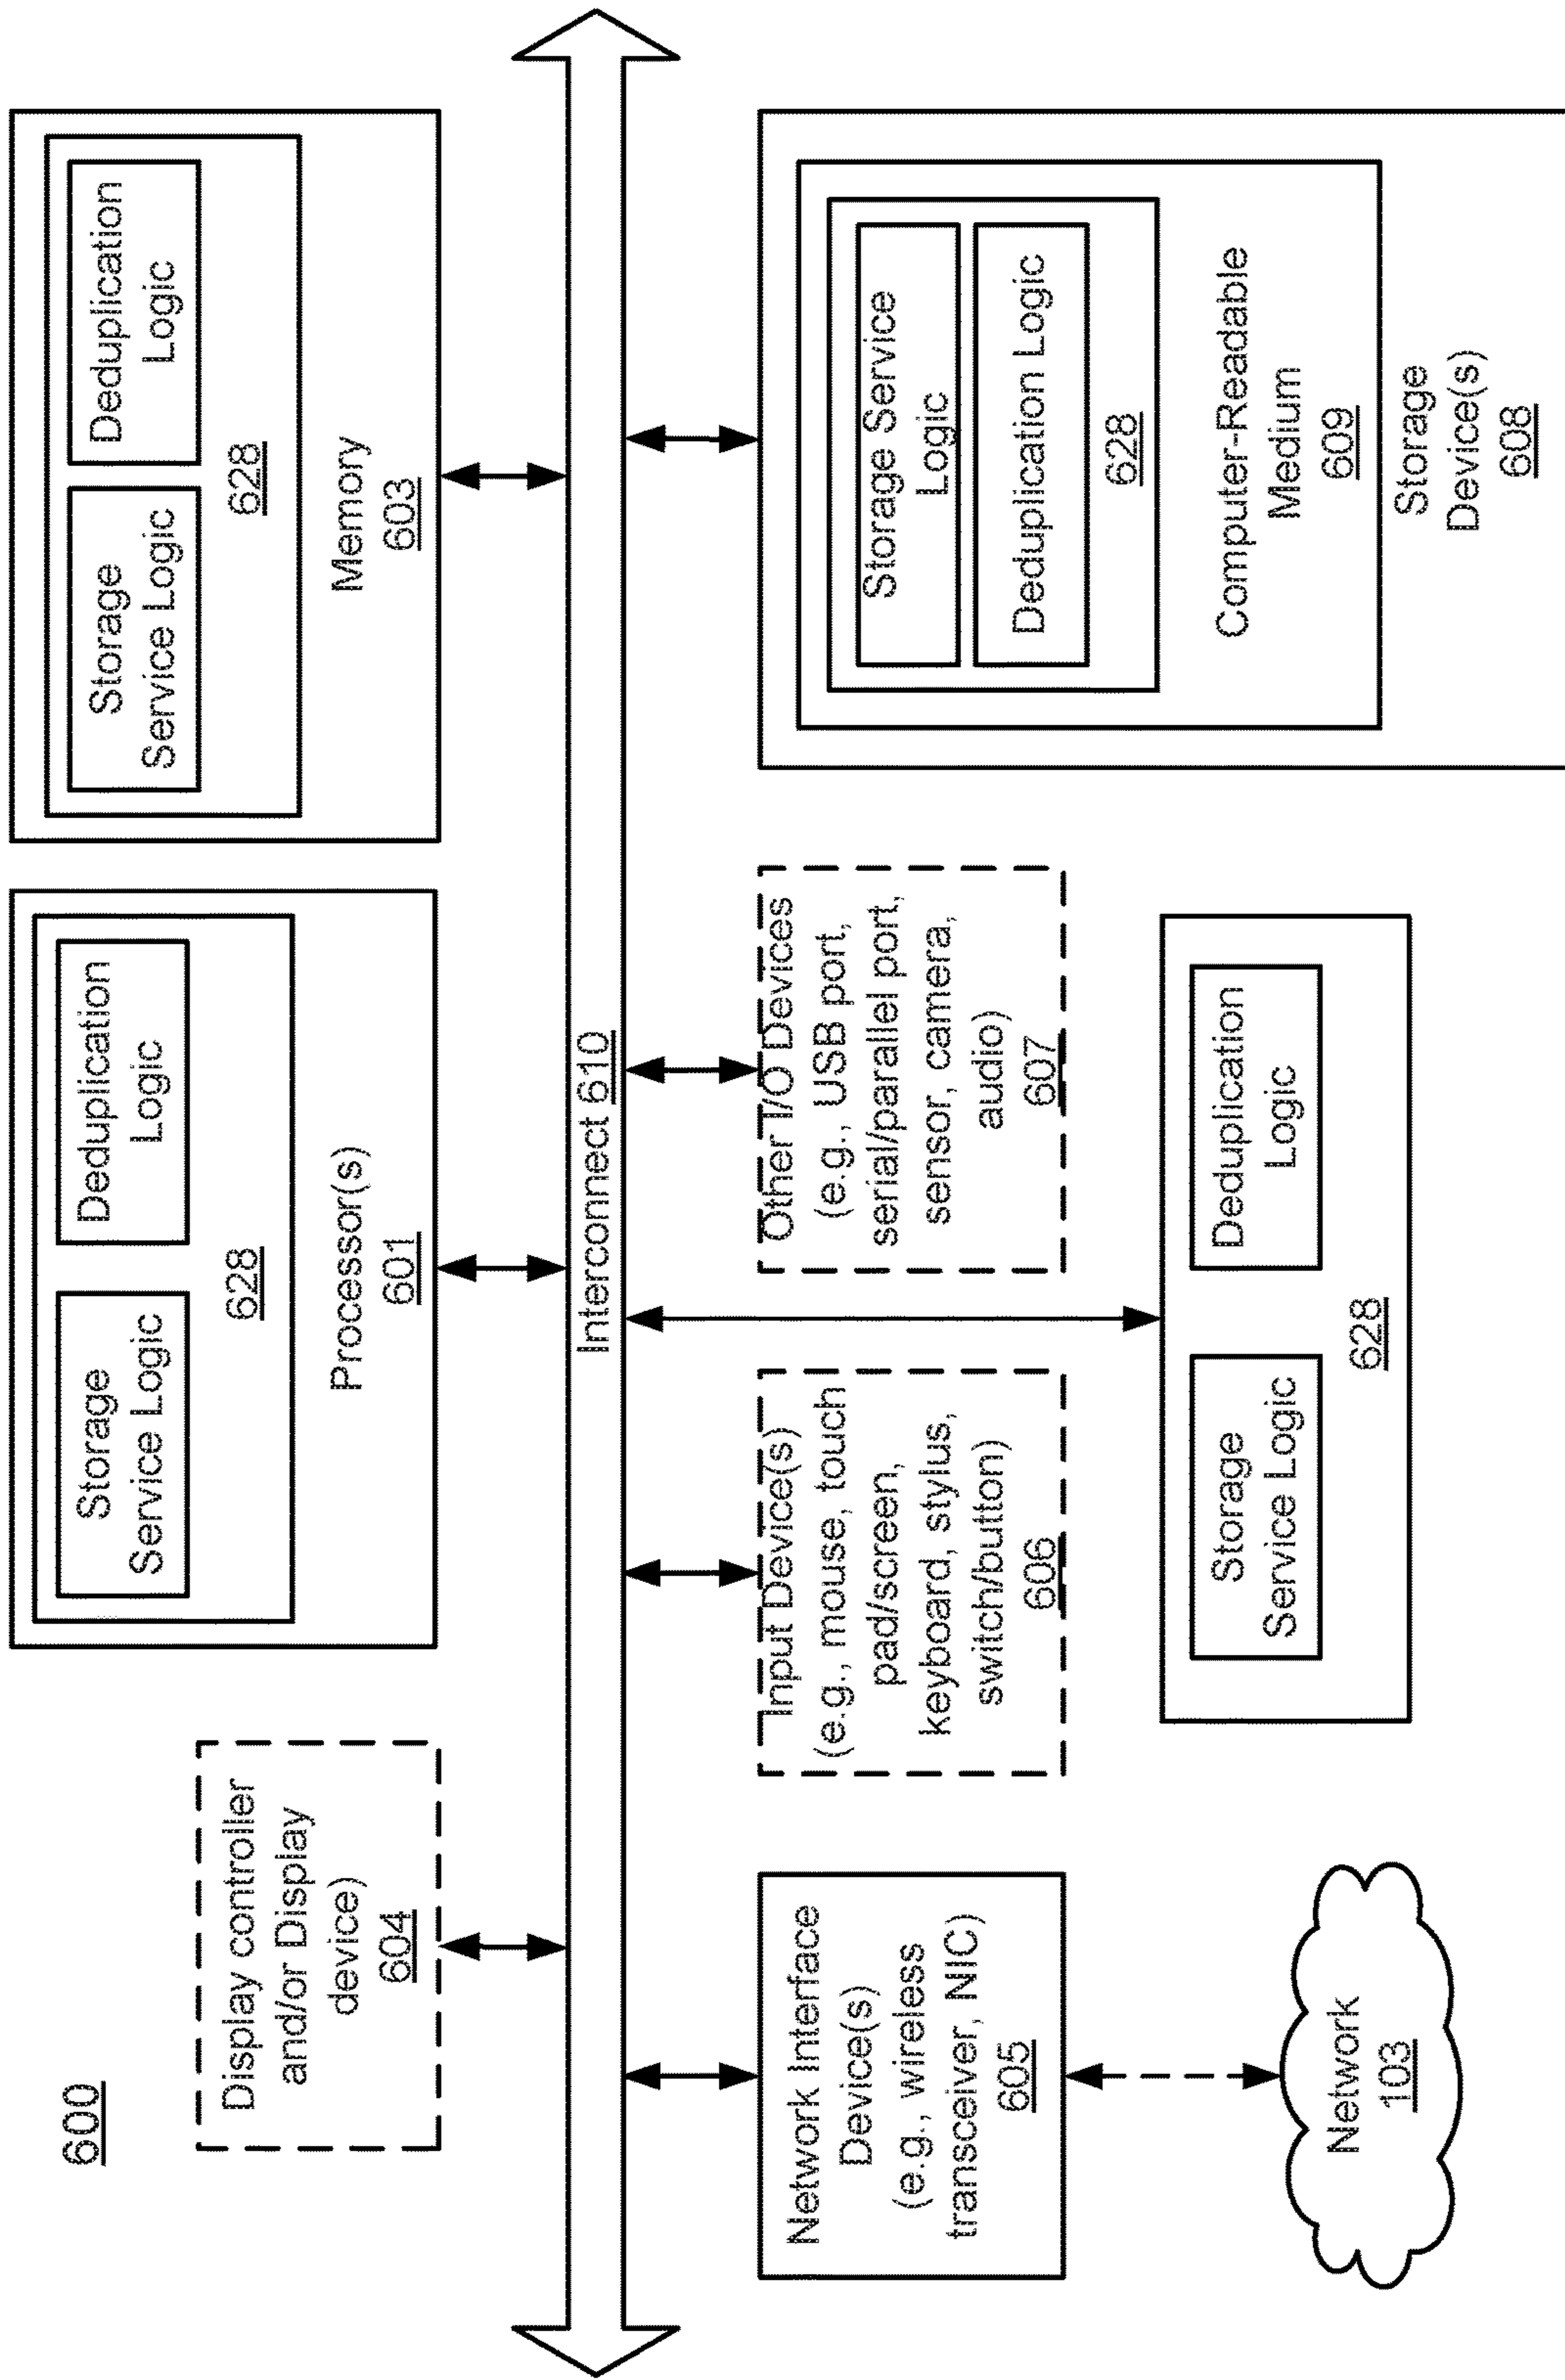 600
Display controller
and/or Display
device)
604
Storage
Service Logic
Deduplication
Logic
628
Processor(s)
601
Storage
Service Logic
Deduplication
Logic
628
Memory
603
Interconnect 610
Network Interface
Device(s)
(e.g., wireless
transceiver, NIC)
605
Input Device(s)
(e.g., mouse, touch
pad/screen,
keyboard, stylus,
switch/button)
606
Other I/O Devices
(e.g., USB port,
serial/parallel port,
sensor, camera,
audio)
607
Storage Service
Logic
Deduplication Logic
628
Computer-Readable
Medium
609
Storage
Device(s)
608
Network
103
Storage
Service Logic
Deduplication
Logic
628